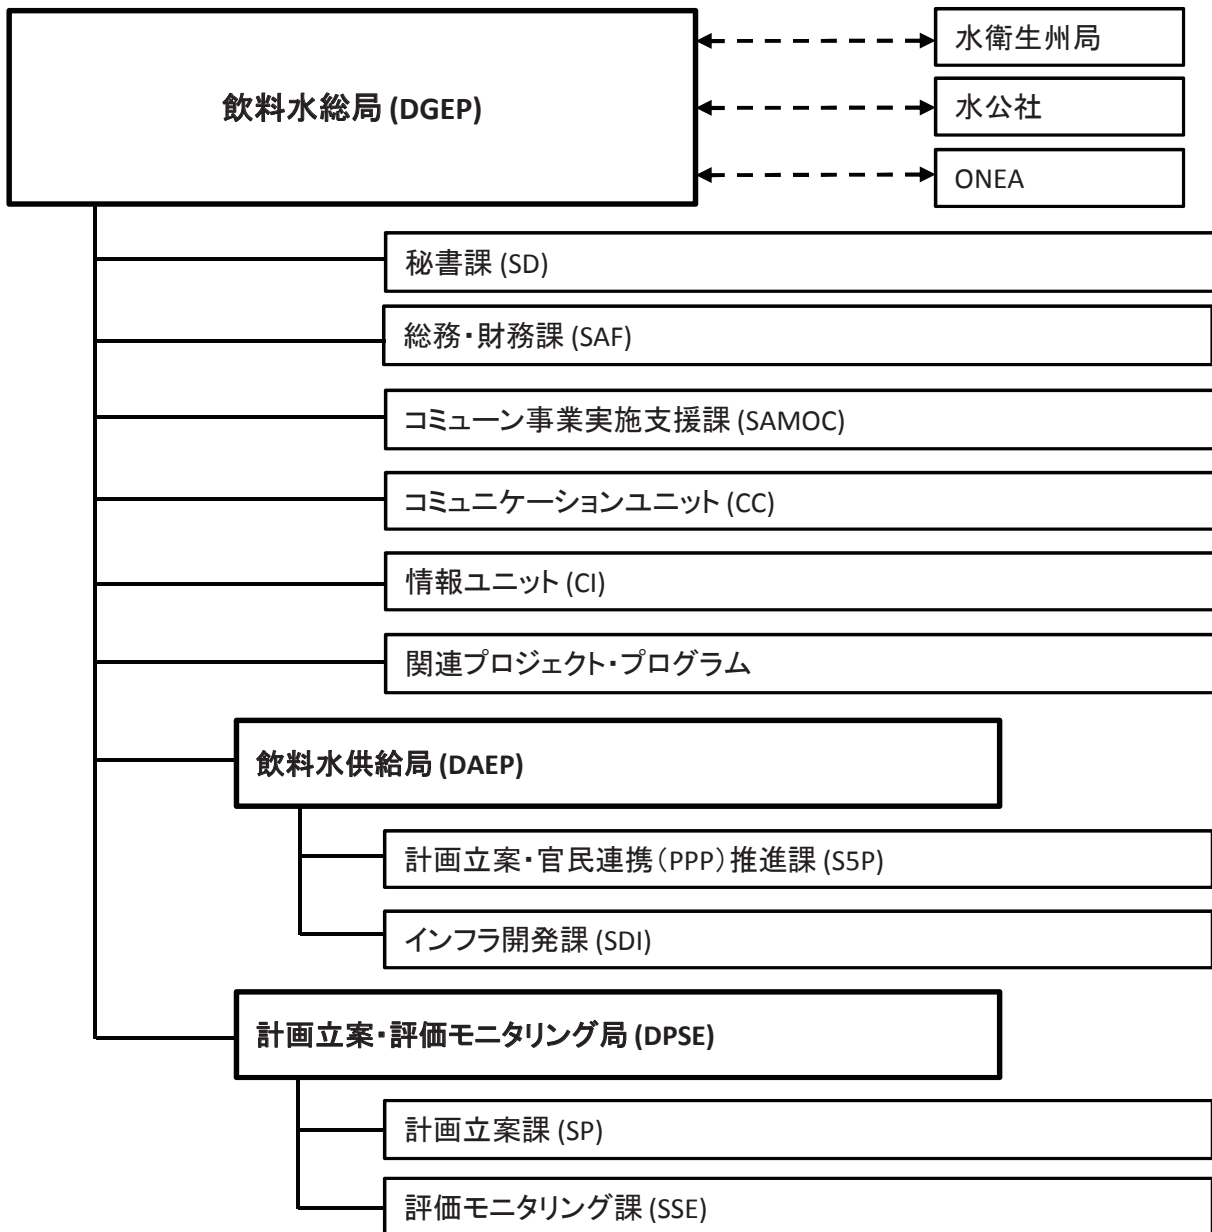 飲料水総局 (DGEP)
水衛生州局
水公社
ONEA
秘書課 (SD)
総務・財務課 (SAF)
コミューン事業実施支援課 (SAMOC)
コミュニケーションユニット (CC)
情報ユニット (CI)
関連プロジェクト・プログラム
飲料水供給局 (DAEP)
計画立案・官民連携（PPP）推進課 (S5P)
インフラ開発課 (SDI)
計画立案・評価モニタリング局 (DPSE)
計画立案課 (SP)
評価モニタリング課 (SSE)